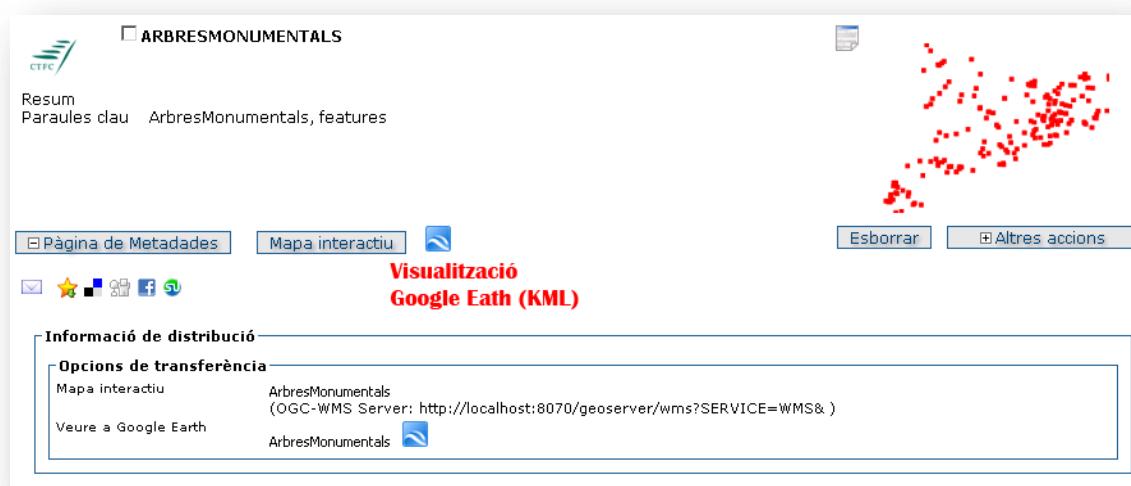 ARBRESMONUMENTALS
CTFC
Resum
Paraules clau ArbresMonumentals, features
Pàgina de Metadades Mapa interactiu Esborrar Altres accions
Visualització
Google Eath (KML)
Informació de distribució
Opcions de transferència
Mapa interactiu ArbresMonumentals
(OGC-WMS Server: http://localhost:8070/geoserver/wms?SERVICE=WMS& )
Veure a Google Earth ArbresMonumentals